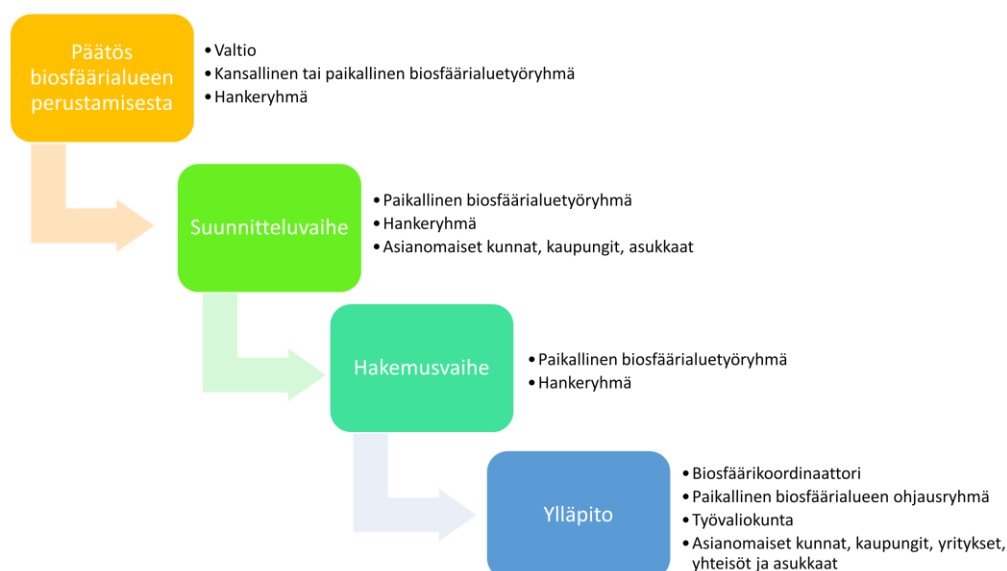 Päätös
biosfäärialueen
perustamisesta
• Valtio
• Kansallinen tai paikallinen biosfäärialuetyöryhmä
• Hankeryhmä
Suunnitteluvaihe
• Paikallinen biosfäärialuetyöryhmä
• Hankeryhmä
• Asianomaiset kunnat, kaupungit, asukkaat
Hakemusvaihe
• Paikallinen biosfäärialuetyöryhmä
• Hankeryhmä
Ylläpito
• Biosfäärikoordinaattori
• Paikallinen biosfäärialueen ohjausryhmä
• Työvaliokunta
• Asianomaiset kunnat, kaupungit, yritykset,
yhteisöt ja asukkaat